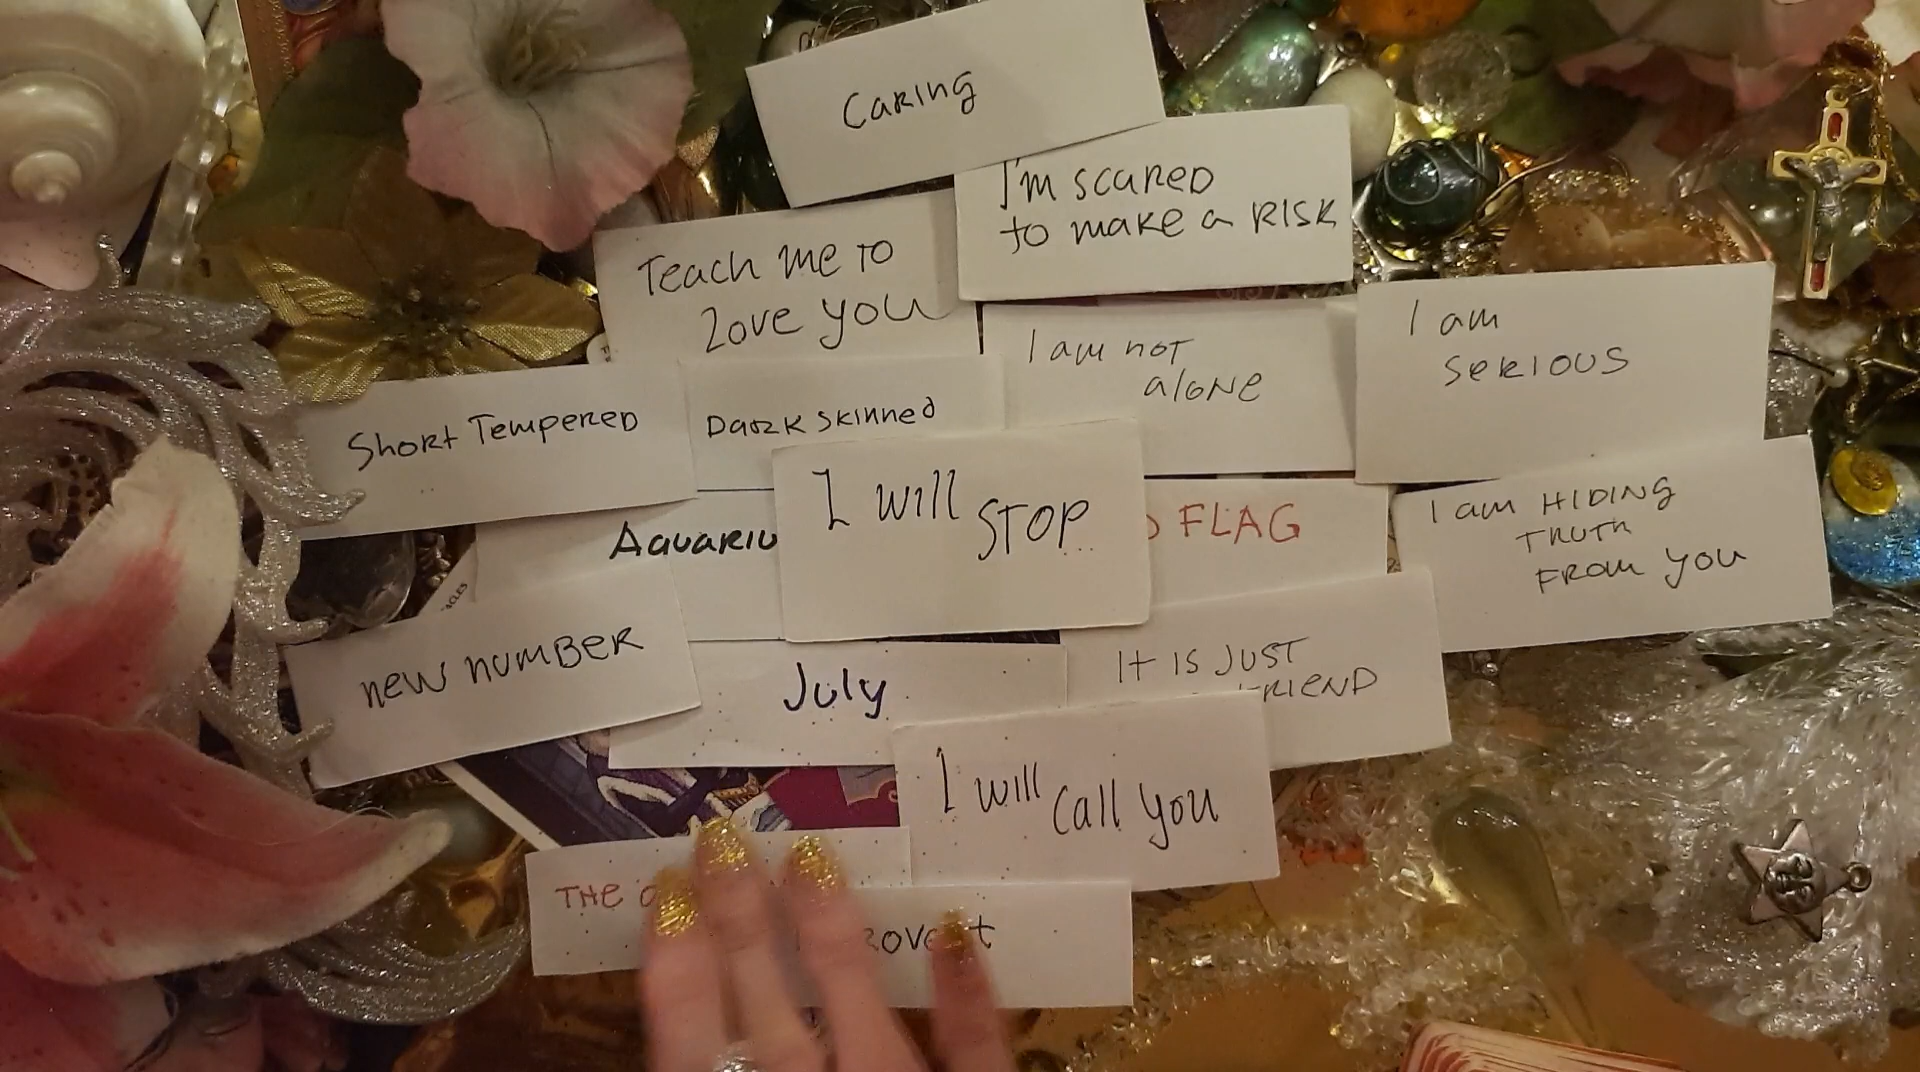 Caring
I'm scared
to make a Risk
Teach me to
love you
I am not
alone
I am
serious
Short Tempered
Dark skinned
I will
STOP
FLAG
I am HIDING
TRUTH
FROM YOU
new number
July
It is just
I will
call you
THE